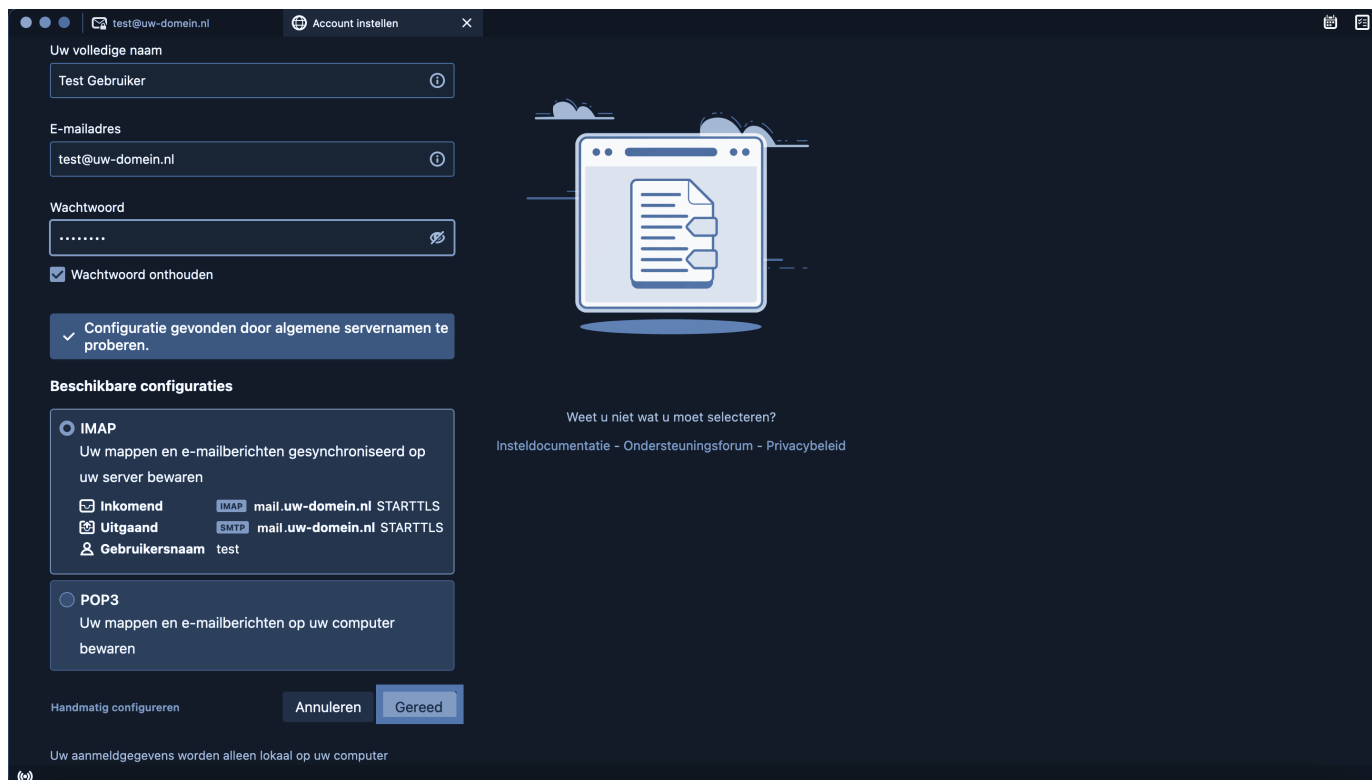 test@uw-domein.nl
Account instellen
Uw volledige naam
Test Gebruiker
E-mailadres
test@uw-domein.nl
Wachtwoord
••••••••
Wachtwoord onthouden
Configuratie gevonden door algemene servernamen te
proberen.
Beschikbare configuraties
IMAP
Uw mappen en e-mailberichten gesynchroniseerd op
uw server bewaren
Inkomend IMAP mail.uw-domein.nl STARTTLS
Uitgaand SMTP mail.uw-domein.nl STARTTLS
Gebruikersnaam test
POP3
Uw mappen en e-mailberichten op uw computer
bewaren
Handmatig configureren Annuleren Gereed
Uw aanmeldgegevens worden alleen lokaal op uw computer
Weet u niet wat u moet selecteren?
Insteldocumentatie - Ondersteuningsforum - Privacybeleid